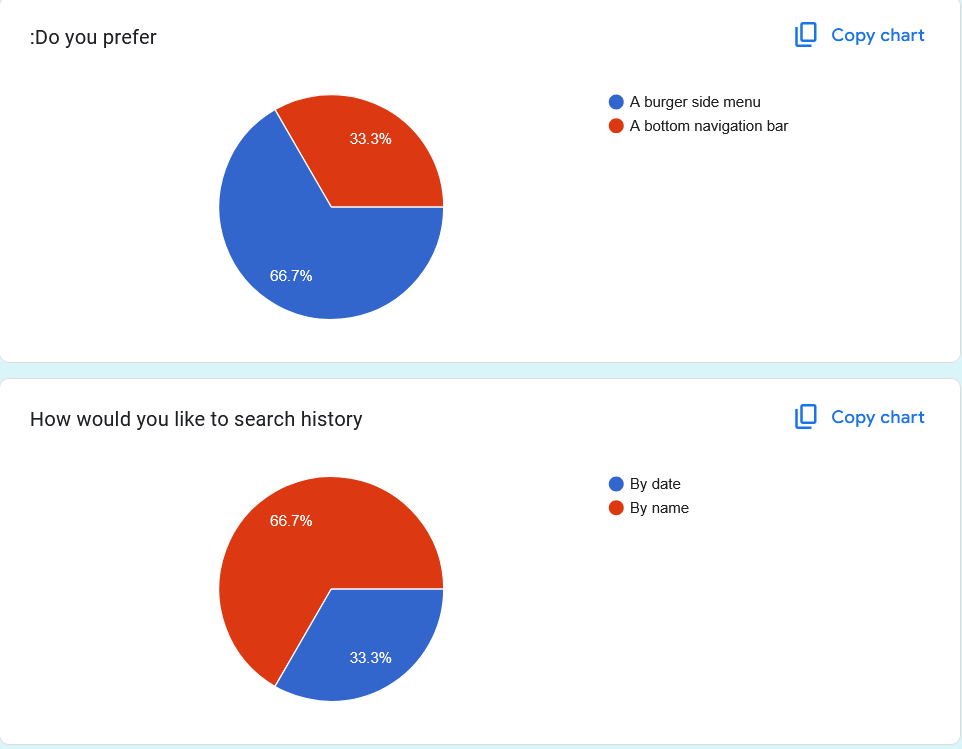 :Do you prefer
Copy chart
A burger side menu
A bottom navigation bar
33.3%
66.7%
How would you like to search history
Copy chart
By date
By name
66.7%
33.3%